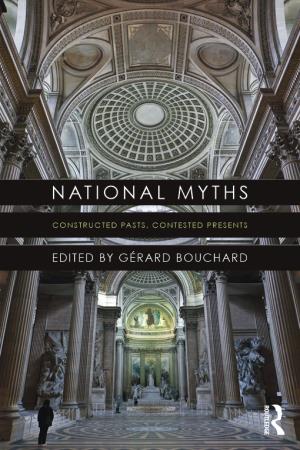 NATIONAL MYTHS
CONSTRUCTED PASTS, CONTESTED PRESENTS
EDITED BY GÉRARD BOUCHARD
ROUTLEDGE